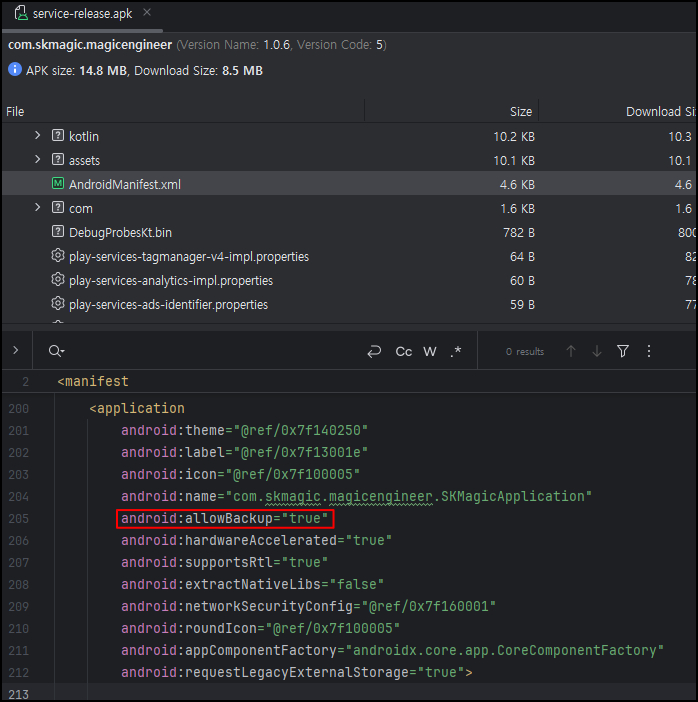 service-release.apk
com.skmagic.magicengineer (Version Name: 1.0.6, Version Code: 5)
APK size: 14.8 MB, Download Size: 8.5 MB
File Size Download Si
kotlin 10.2 KB 10.3
assets 10.1 KB 10.1
AndroidManifest.xml 4.6 KB 4.6
com 1.6 KB 1.6
DebugProbesKt.bin 782 B 800
play-services-tagmanager-v4-impl.properties 64 B 82
play-services-analytics-impl.properties 60 B 78
play-services-ads-identifier.properties 59 B 77
Cc W .* 0 results
2 <manifest
200 <application
201 android:theme="@ref/0x7f140250"
202 android:label="@ref/0x7f13001e"
203 android:icon="@ref/0x7f100005"
204 android:name="com.skmagic.magicengineer.SKMagicApplication"
205 android:allowBackup="true"
206 android:hardwareAccelerated="true"
207 android:supportsRtl="true"
208 android:extractNativeLibs="false"
209 android:networkSecurityConfig="@ref/0x7f160001"
210 android:roundIcon="@ref/0x7f100005"
211 android:appComponentFactory="androidx.core.app.CoreComponentFactory"
212 android:requestLegacyExternalStorage="true">
213